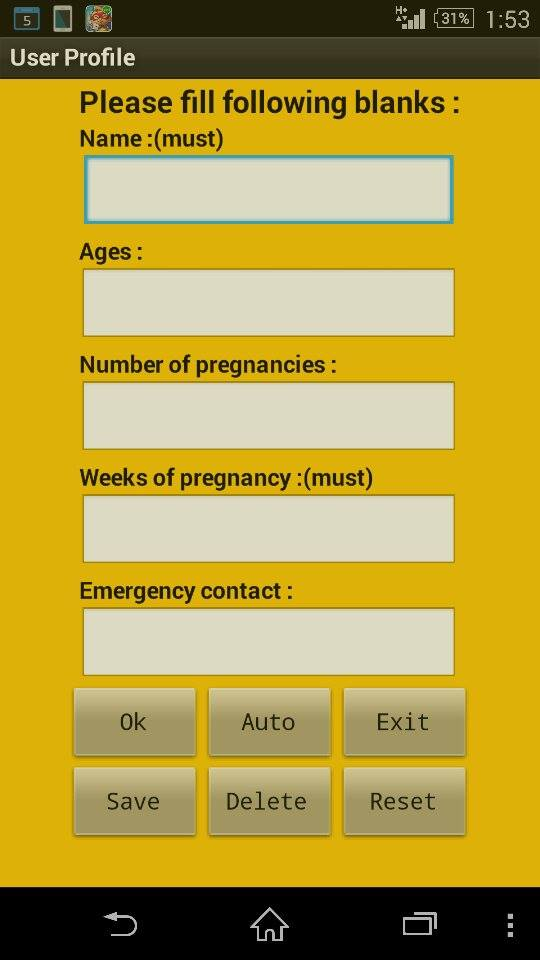 5
H+
31%
1:53
User Profile
Please fill following blanks :
Name :(must)
Ages :
Number of pregnancies :
Weeks of pregnancy :(must)
Emergency contact :
Ok Auto Exit
Save Delete Reset